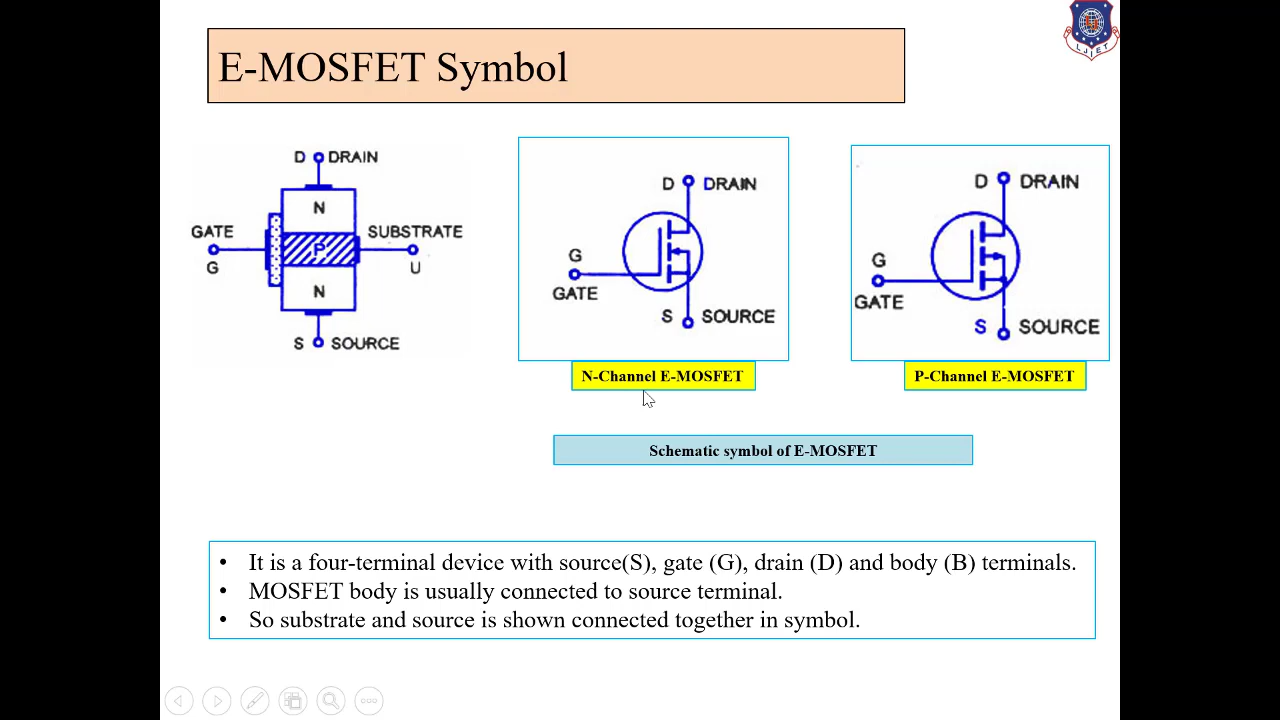 LJIET
E-MOSFET Symbol
D DRAIN
N
GATE
SUBSTRATE
P
G
U
N
S SOURCE
D DRAIN
G
GATE
S SOURCE
N-Channel E-MOSFET
D DRAIN
G
GATE
S SOURCE
P-Channel E-MOSFET
Schematic symbol of E-MOSFET
• It is a four-terminal device with source(S), gate (G), drain (D) and body (B) terminals.
• MOSFET body is usually connected to source terminal.
• So substrate and source is shown connected together in symbol.